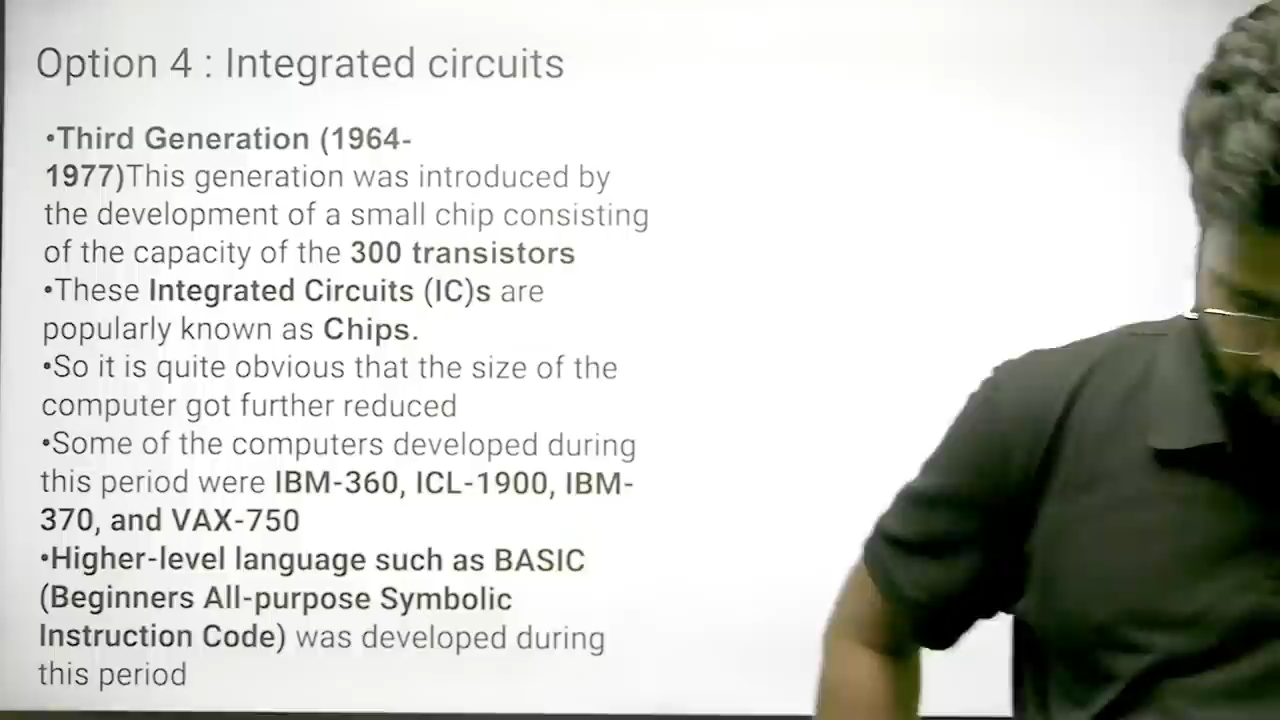 Option 4 : Integrated circuits
•Third Generation (1964-
1977)This generation was introduced by
the development of a small chip consisting
of the capacity of the 300 transistors
•These Integrated Circuits (IC)s are
popularly known as Chips.
•So it is quite obvious that the size of the
computer got further reduced
•Some of the computers developed during
this period were IBM-360, ICL-1900, IBM-
370, and VAX-750
•Higher-level language such as BASIC
(Beginners All-purpose Symbolic
Instruction Code) was developed during
this period